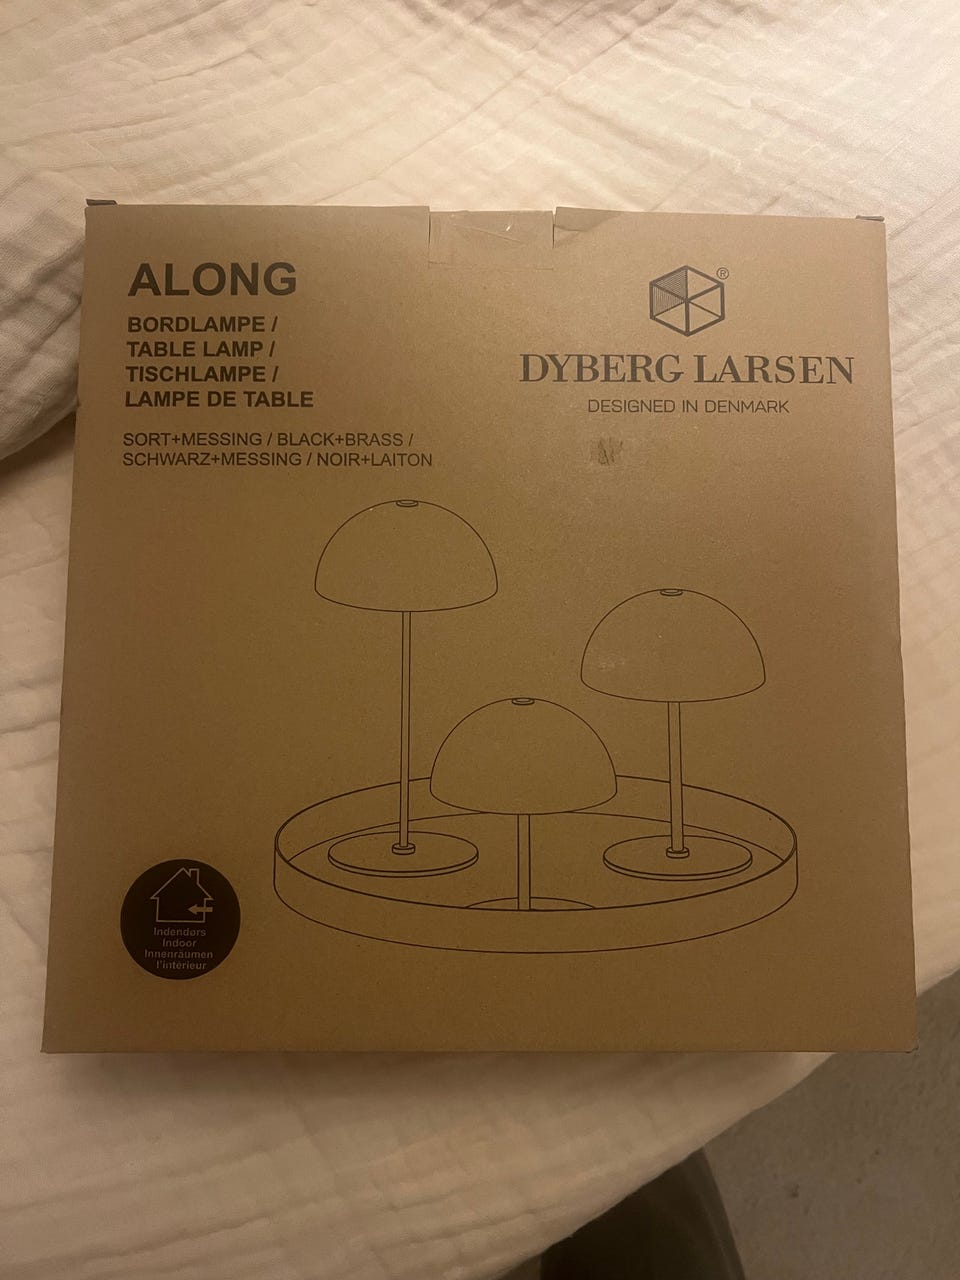 ALONG
BORDLAMPE /
TABLE LAMP /
TISCHLAMPE /
LAMPE DE TABLE
SORT+MESSING / BLACK+BRASS /
SCHWARZ+MESSING / NOIR+LAITON
®
DYBERG LARSEN
DESIGNED IN DENMARK
Indendørs
Indoor
Innenräumen
l'intérieur